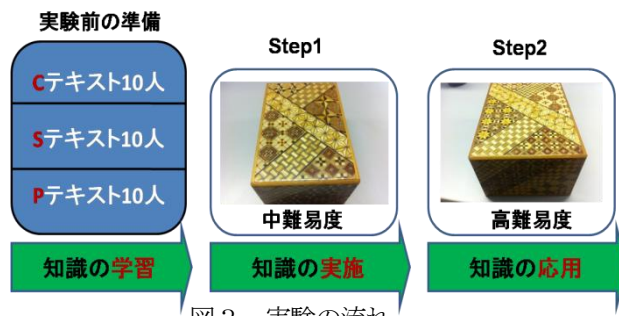 実験前の準備
Cテキスト10人
Sテキスト10人
Pテキスト10人
知識の学習
Step1
中難易度
知識の実施
Step2
高難易度
知識の応用
図2 実験の流れ